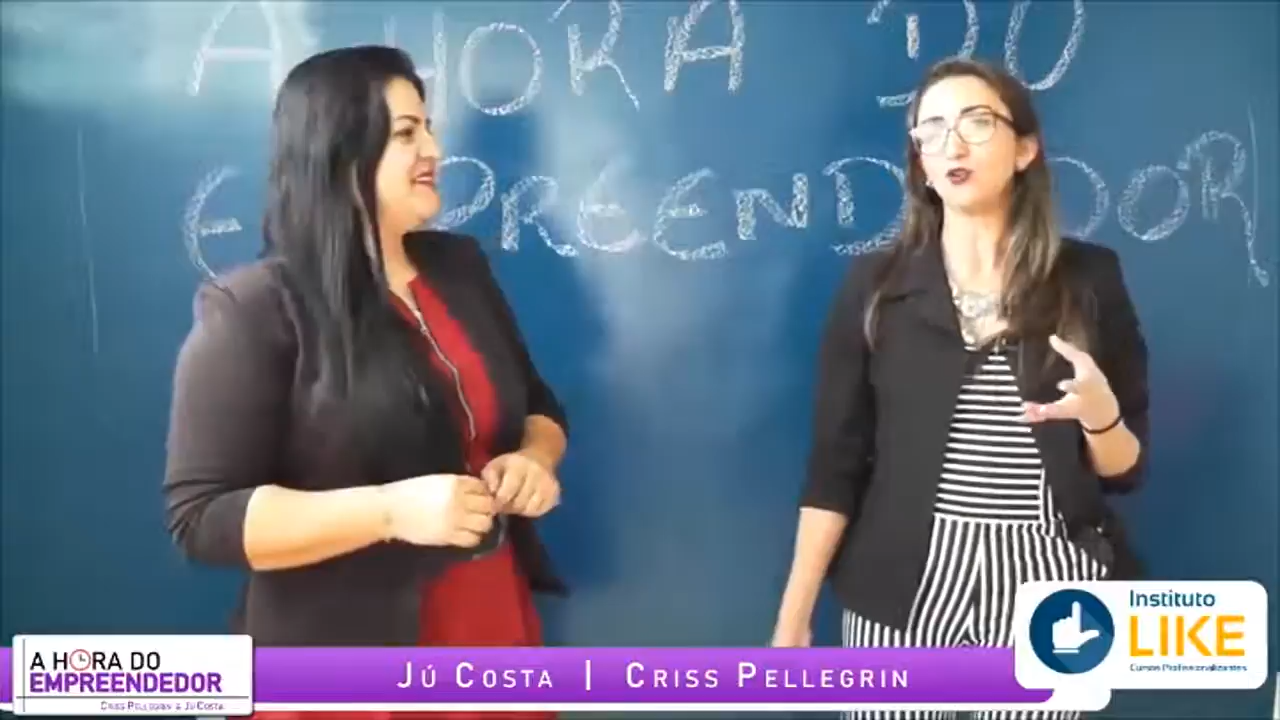 A HORA DO
EMPREENDEDOR
A HORA DO
EMPREENDEDOR
CRISS PELLEGRIN & JÚ COSTA
JÚ COSTA | CRISS PELLEGRIN
Instituto
LIKE
Cursos Profissionalizantes